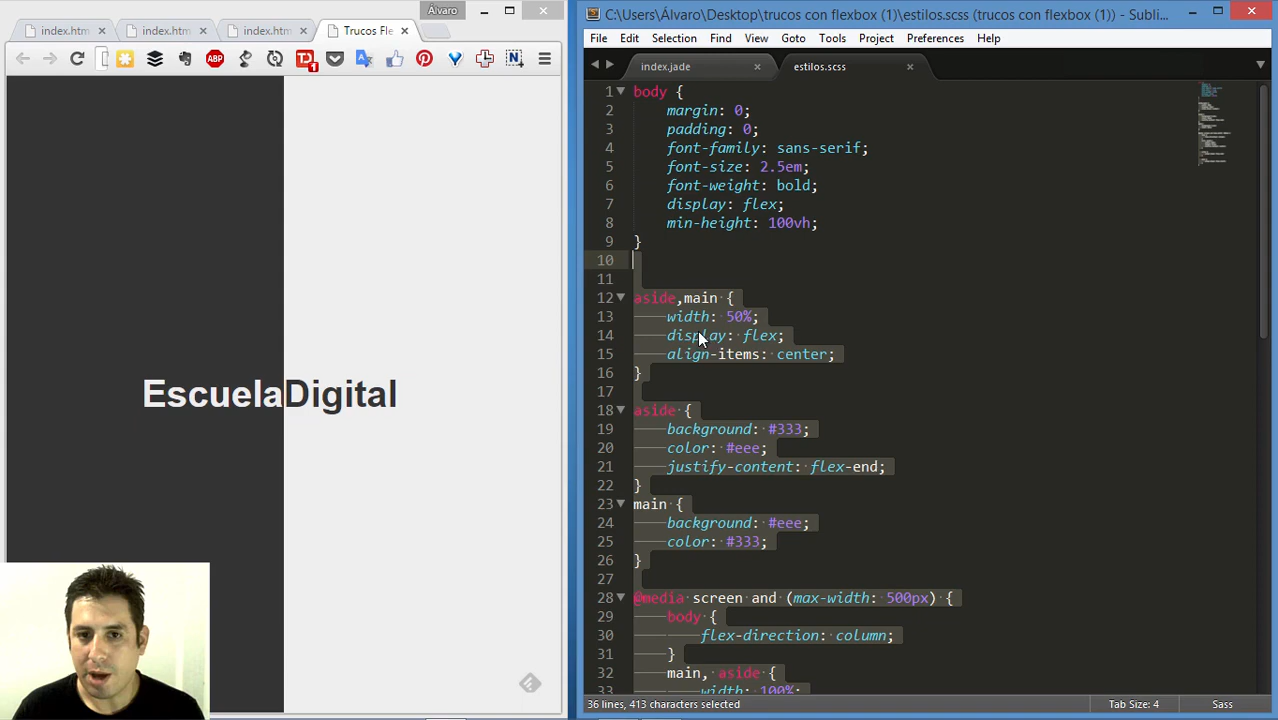 Álvaro
index.htm
index.htm
index.htm
Trucos Fle
ABP
1
EscuelaDigital
C:\Users\Álvaro\Desktop\trucos con flexbox (1)\estilos.scss (trucos con flexbox (1)) - Sublim
File Edit Selection Find View Goto Tools Project Preferences Help
index.jade
estilos.scss
1 body {
2 margin: 0;
3 padding: 0;
4 font-family: sans-serif;
5 font-size: 2.5em;
6 font-weight: bold;
7 display: flex;
8 min-height: 100vh;
9 }
10
11
12 aside,main {
13 width: 50%;
14 display: flex;
15 align-items: center;
16 }
17
18 aside {
19 background: #333;
20 color: #eee;
21 justify-content: flex-end;
22 }
23 main {
24 background: #eee;
25 color: #333;
26 }
27
28 @media screen and (max-width: 500px) {
29 body {
30 flex-direction: column;
31 }
32 main, aside {
33 width: 100%;
36 lines, 413 characters selected
Tab Size: 4
Sass